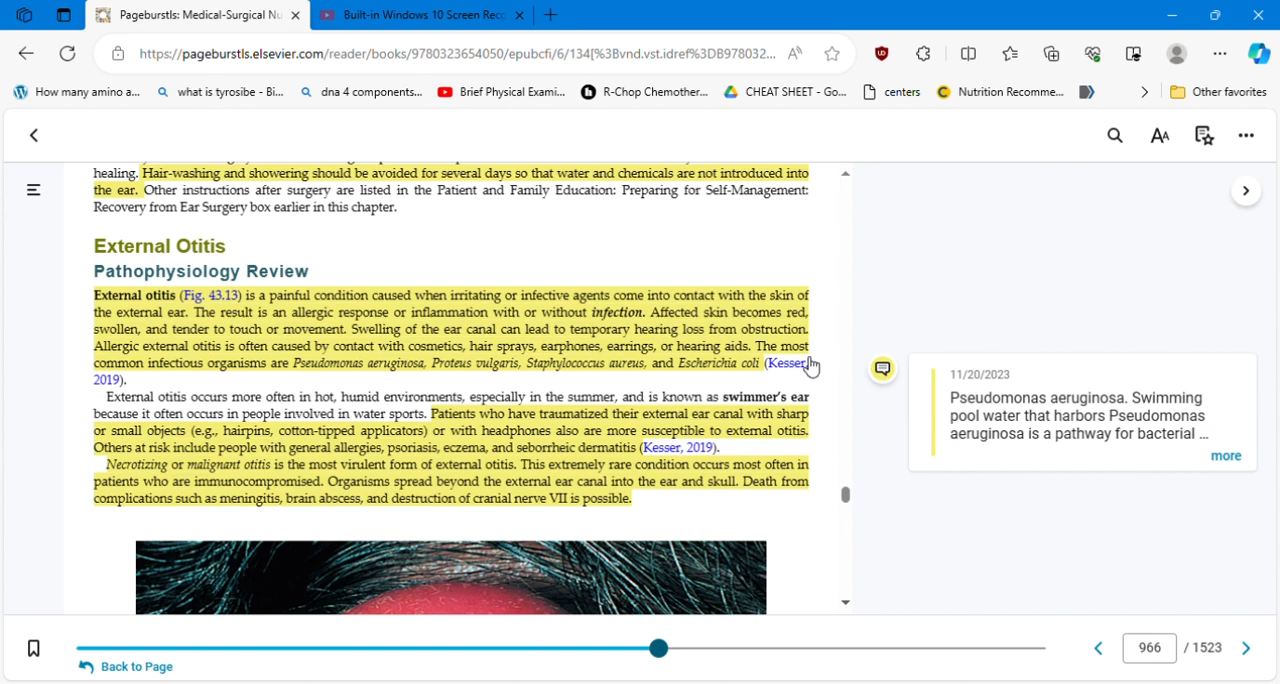 Pageburstls: Medical-Surgical Nu
Built-in Windows 10 Screen Rec
https://pageburstls.elsevier.com/reader/books/9780323654050/epubcfi/6/134[%3Bvnd.vst.idref%3DB978032...
How many amino a...
what is tyrosibe - Bi...
dna 4 components...
Brief Physical Exami...
R-Chop Chemother...
CHEAT SHEET - Go...
centers
Nutrition Recomme...
Other favorites
healing. Hair-washing and showering should be avoided for several days so that water and chemicals are not introduced into
the ear. Other instructions after surgery are listed in the Patient and Family Education: Preparing for Self-Management:
Recovery from Ear Surgery box earlier in this chapter.
External Otitis
Pathophysiology Review
External otitis (Fig. 43.13) is a painful condition caused when irritating or infective agents come into contact with the skin of
the external ear. The result is an allergic response or inflammation with or without infection. Affected skin becomes red,
swollen, and tender to touch or movement. Swelling of the ear canal can lead to temporary hearing loss from obstruction.
Allergic external otitis is often caused by contact with cosmetics, hair sprays, earphones, earrings, or hearing aids. The most
common infectious organisms are Pseudomonas aeruginosa, Proteus vulgaris, Staphylococcus aureus, and Escherichia coli (Kesser,
2019).
External otitis occurs more often in hot, humid environments, especially in the summer, and is known as swimmer's ear
because it often occurs in people involved in water sports. Patients who have traumatized their external ear canal with sharp
or small objects (e.g., hairpins, cotton-tipped applicators) or with headphones also are more susceptible to external otitis.
Others at risk include people with general allergies, psoriasis, eczema, and seborrheic dermatitis (Kesser, 2019).
Necrotizing or malignant otitis is the most virulent form of external otitis. This extremely rare condition occurs most often in
patients who are immunocompromised. Organisms spread beyond the external ear canal into the ear and skull. Death from
complications such as meningitis, brain abscess, and destruction of cranial nerve VII is possible.
11/20/2023
Pseudomonas aeruginosa. Swimming
pool water that harbors Pseudomonas
aeruginosa is a pathway for bacterial ...
more
966 / 1523
Back to Page